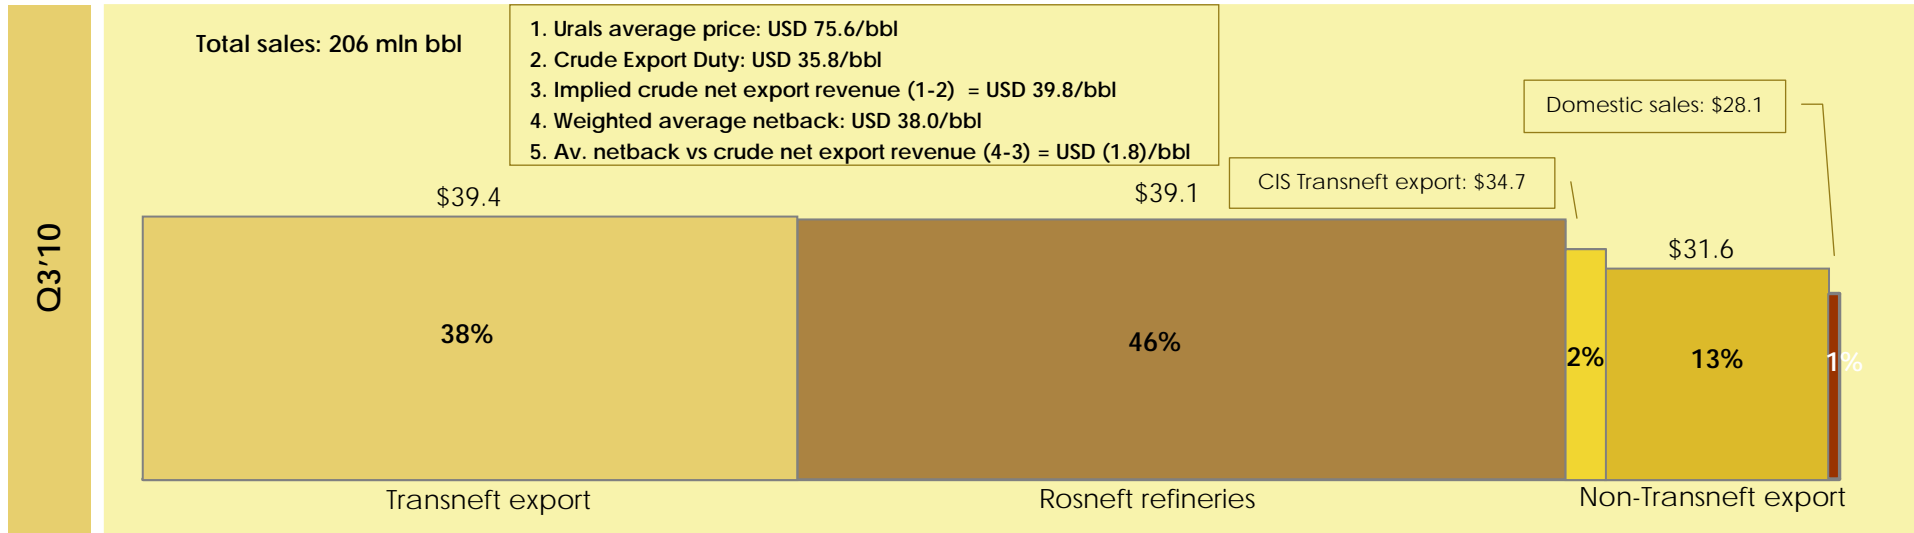 Q3'10
Total sales: 206 mln bbl
1. Urals average price: USD 75.6/bbl
2. Crude Export Duty: USD 35.8/bbl
3. Implied crude net export revenue (1-2)  = USD 39.8/bbl
4. Weighted average netback: USD 38.0/bbl
5. Av. netback vs crude net export revenue (4-3) = USD (1.8)/bbl
Domestic sales: $28.1
CIS Transneft export: $34.7
$39.4
$39.1
$31.6
38%
46%
2%
13%
1%
Transneft export
Rosneft refineries
Non-Transneft export